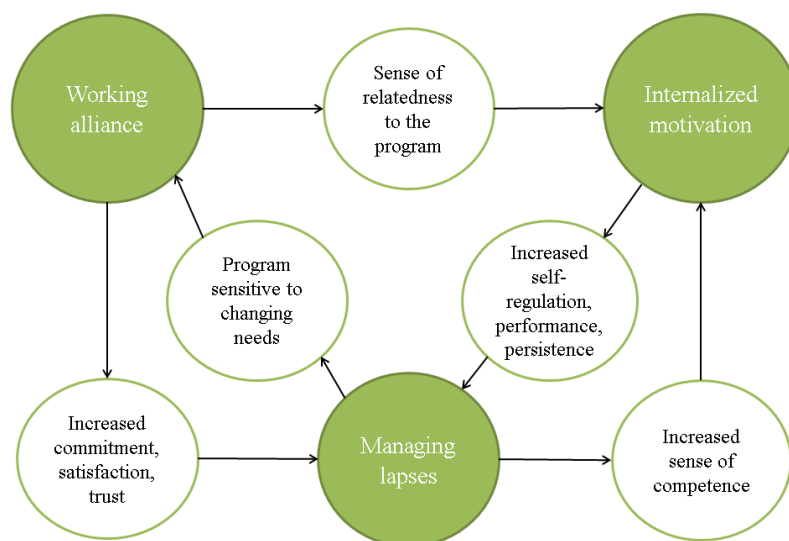 Working
alliance
Sense of
relatedness
to the
program
Internalized
motivation
Program
sensitive to
changing
needs
Increased
self-
regulation,
performance,
persistence
Increased
commitment,
satisfaction,
trust
Managing
lapses
Increased
sense of
competence